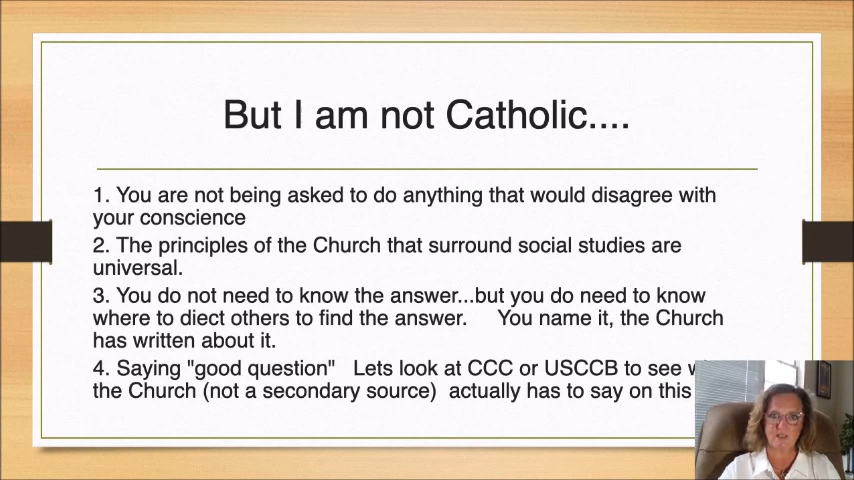 But I am not Catholic....
1. You are not being asked to do anything that would disagree with
your conscience
2. The principles of the Church that surround social studies are
universal.
3. You do not need to know the answer...but you do need to know
where to diect others to find the answer. You name it, the Church
has written about it.
4. Saying "good question" Lets look at CCC or USCCB to see
the Church (not a secondary source) actually has to say on this